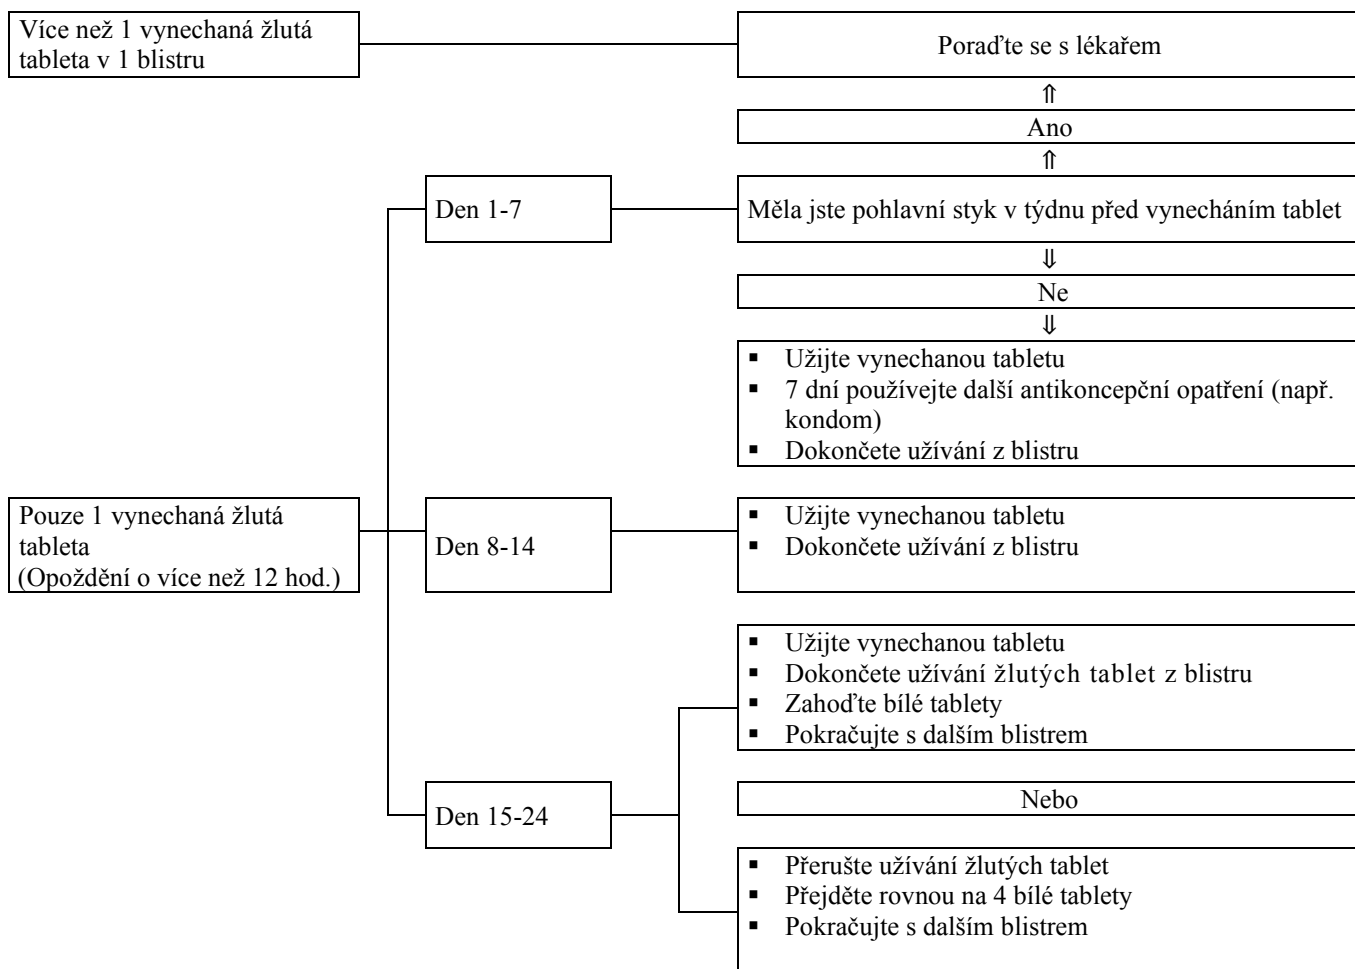 Více než 1 vynechaná žlutá
tableta v 1 blistru
Poraďte se s lékařem
⇑
Ano
⇑
Den 1-7
Měla jste pohlavní styk v týdnu před vynecháním tablet
⇓
Ne
⇓
▪ Užijte vynechanou tabletu
▪ 7 dní používejte další antikoncepční opatření (např.
kondom)
▪ Dokončete užívání z blistru
Pouze 1 vynechaná žlutá
tableta
(Opoždění o více než 12 hod.)
Den 8-14
▪ Užijte vynechanou tabletu
▪ Dokončete užívání z blistru
▪ Užijte vynechanou tabletu
▪ Dokončete užívání žlutých tablet z blistru
▪ Zahoďte bílé tablety
▪ Pokračujte s dalším blistrem
Den 15-24
Nebo
▪ Přerušte užívání žlutých tablet
▪ Přejděte rovnou na 4 bílé tablety
▪ Pokračujte s dalším blistrem